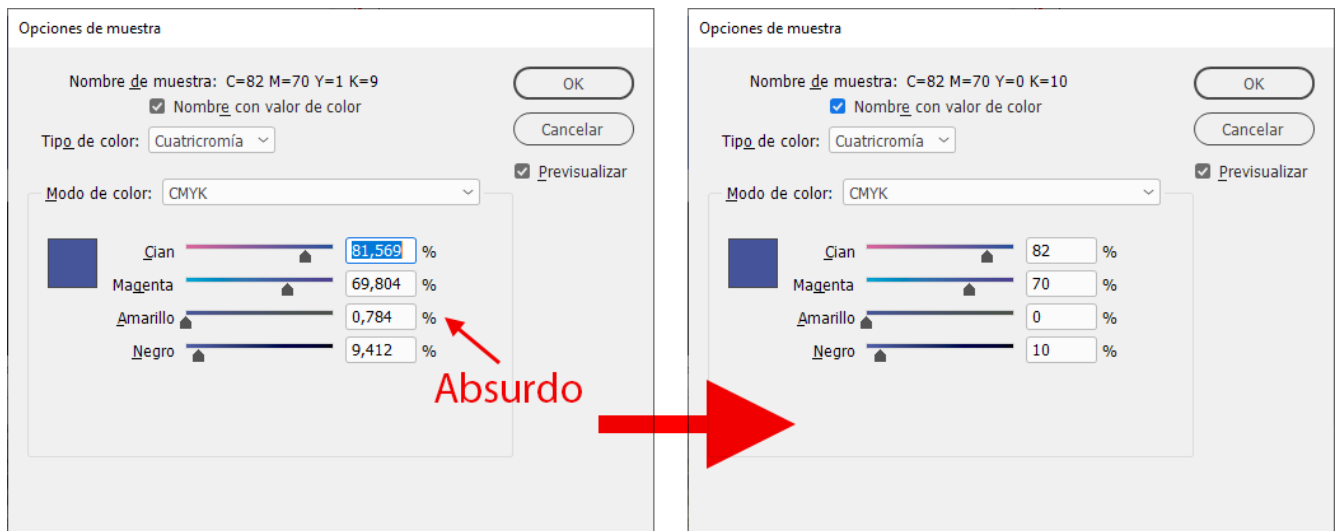 Opciones de muestra
Nombre de muestra: C=82 M=70 Y=1 K=9
Nombre con valor de color
Tipo de color: Cuatricromía
OK
Cancelar
Previsualizar
Modo de color: CMYK
Cian 81,569 %
Magenta 69,804 %
Amarillo 0,784 %
Negro 9,412 %
Absurdo
Opciones de muestra
Nombre de muestra: C=82 M=70 Y=0 K=10
Nombre con valor de color
Tipo de color: Cuatricromía
OK
Cancelar
Previsualizar
Modo de color: CMYK
Cian 82 %
Magenta 70 %
Amarillo 0 %
Negro 10 %